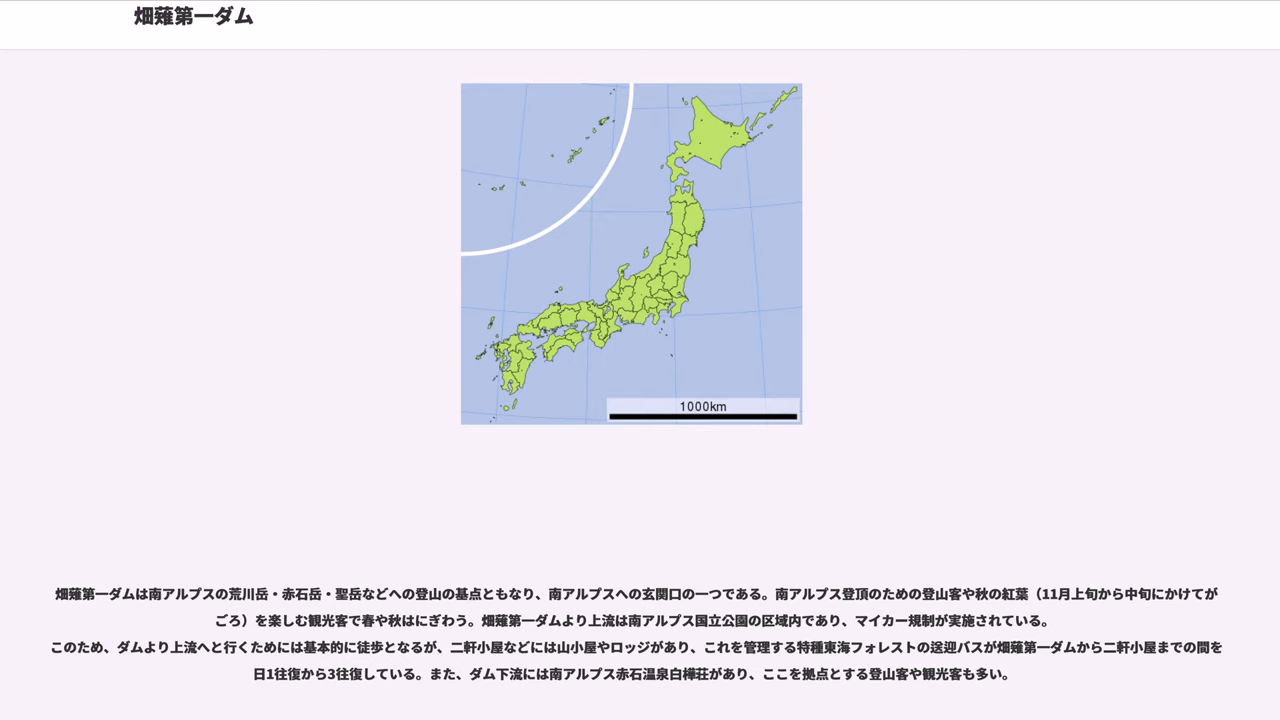 畑薙第一ダム
1000km
畑薙第一ダムは南アルプスの荒川岳・赤石岳・聖岳などへの登山の基点ともなり、南アルプスへの玄関口の一つである。南アルプス登頂のための登山客や秋の紅葉（11月上旬から中旬にかけてが
ごろ）を楽しむ観光客で春や秋はにぎわう。畑薙第一ダムより上流は南アルプス国立公園の区域内であり、マイカー規制が実施されている。
このため、ダムより上流へと行くためには基本的に徒歩となるが、二軒小屋などには山小屋やロッジがあり、これを管理する特種東海フォレストの送迎バスが畑薙第一ダムから二軒小屋までの間を
日1往復から3往復している。また、ダム下流には南アルプス赤石温泉白樺荘があり、ここを拠点とする登山客や観光客も多い。